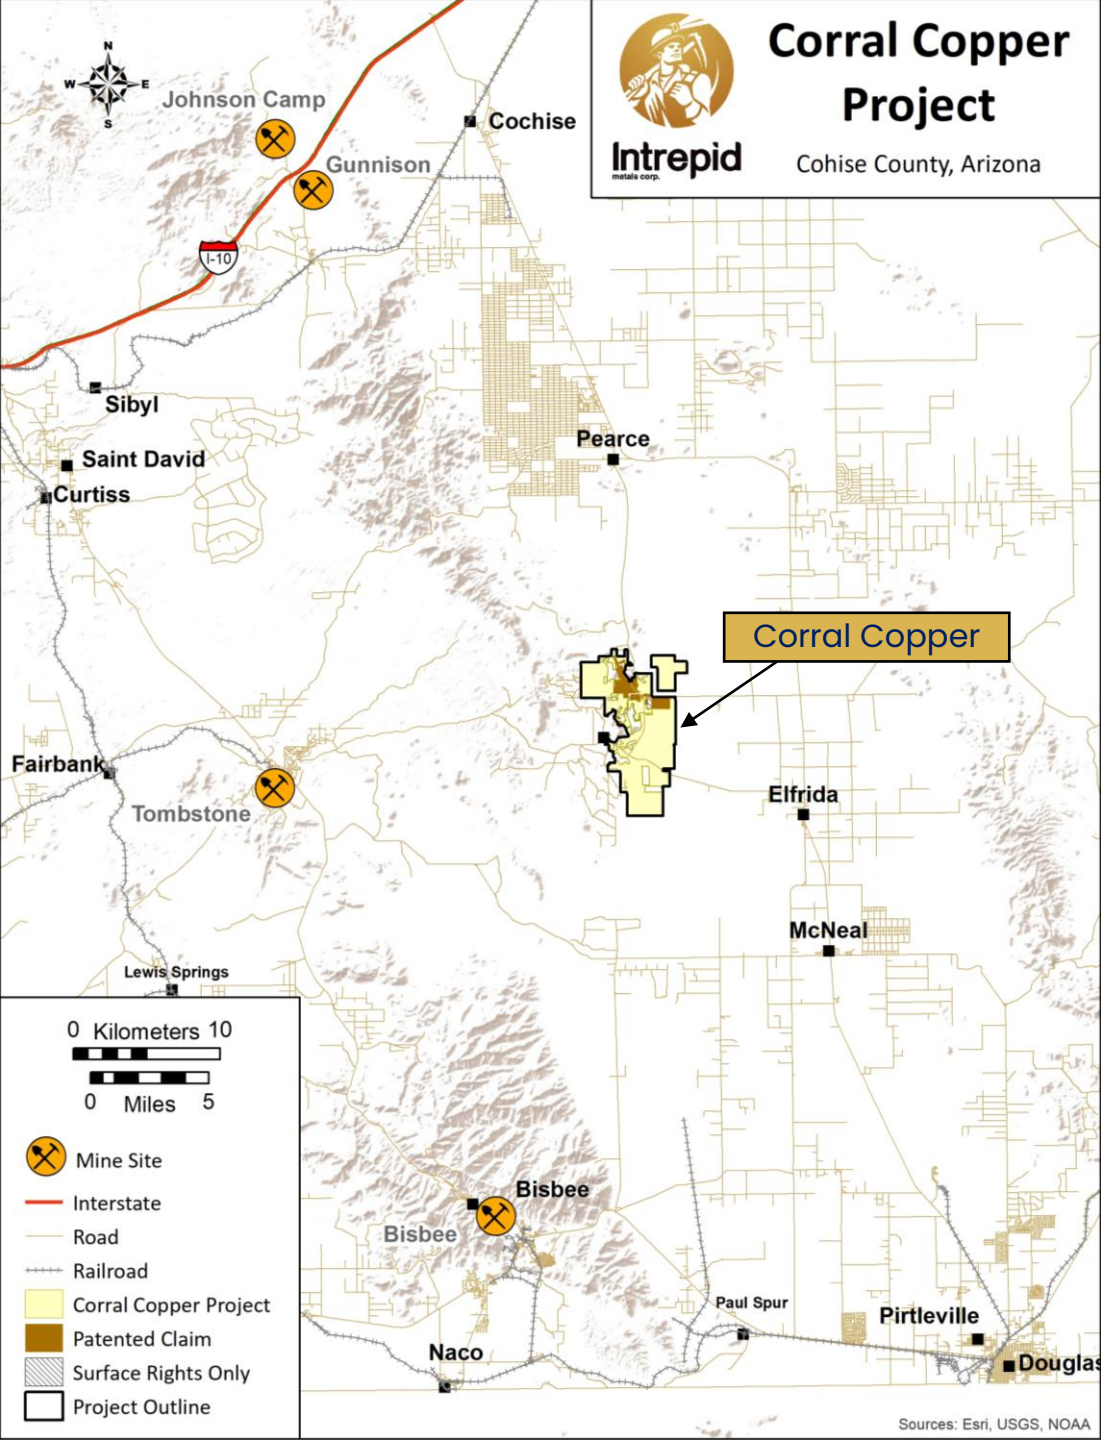 Corral Copper
Project
Cohise County, Arizona
Intrepid
metals corp.
N
W
E
S
Johnson Camp
Gunnison
Cochise
I-10
Sibyl
Saint David
Curtiss
Pearce
Corral Copper
Fairbank
Tombstone
Elfrida
McNeal
Lewis Springs
Bisbee
Bisbee
Paul Spur
Pirtleville
Naco
Douglas
0 Kilometers 10
0 Miles 5
Mine Site
Interstate
Road
Railroad
Corral Copper Project
Patented Claim
Surface Rights Only
Project Outline
Sources: Esri, USGS, NOAA